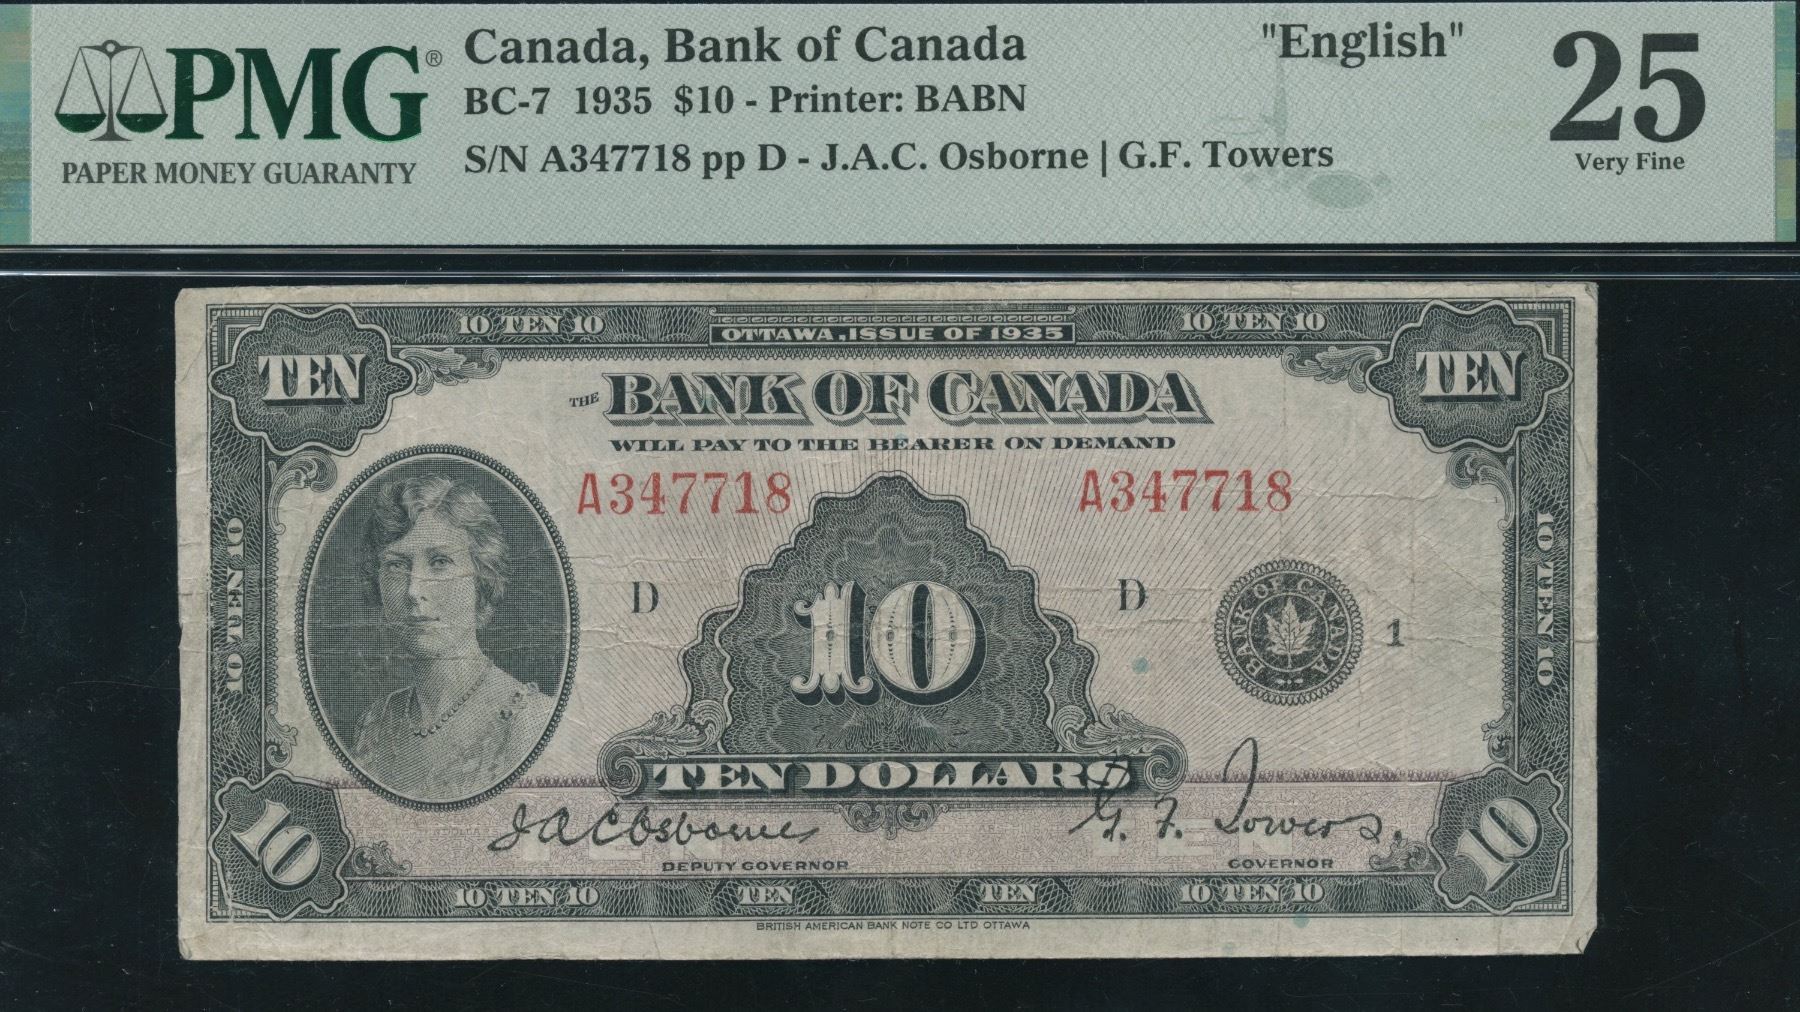 PMG®
PAPER MONEY GUARANTY
Canada, Bank of Canada
"English"
BC-7 1935 $10 - Printer: BABN
S/N A347718 pp D - J.A.C. Osborne | G.F. Towers
25
Very Fine
10 TEN 10
OTTAWA, ISSUE OF 1935
10 TEN 10
TEN
TEN
THE BANK OF CANADA
WILL PAY TO THE BEARER ON DEMAND
A347718
A347718
10 TEN 10
10 TEN 10
D
D
10
BANK OF CANADA
1
TEN DOLLARS
J A C Osborne
G. F. Towers.
DEPUTY GOVERNOR
GOVERNOR
TEN
10
10
10 TEN 10
TEN
TEN
10 TEN 10
BRITISH AMERICAN BANK NOTE CO LTD OTTAWA